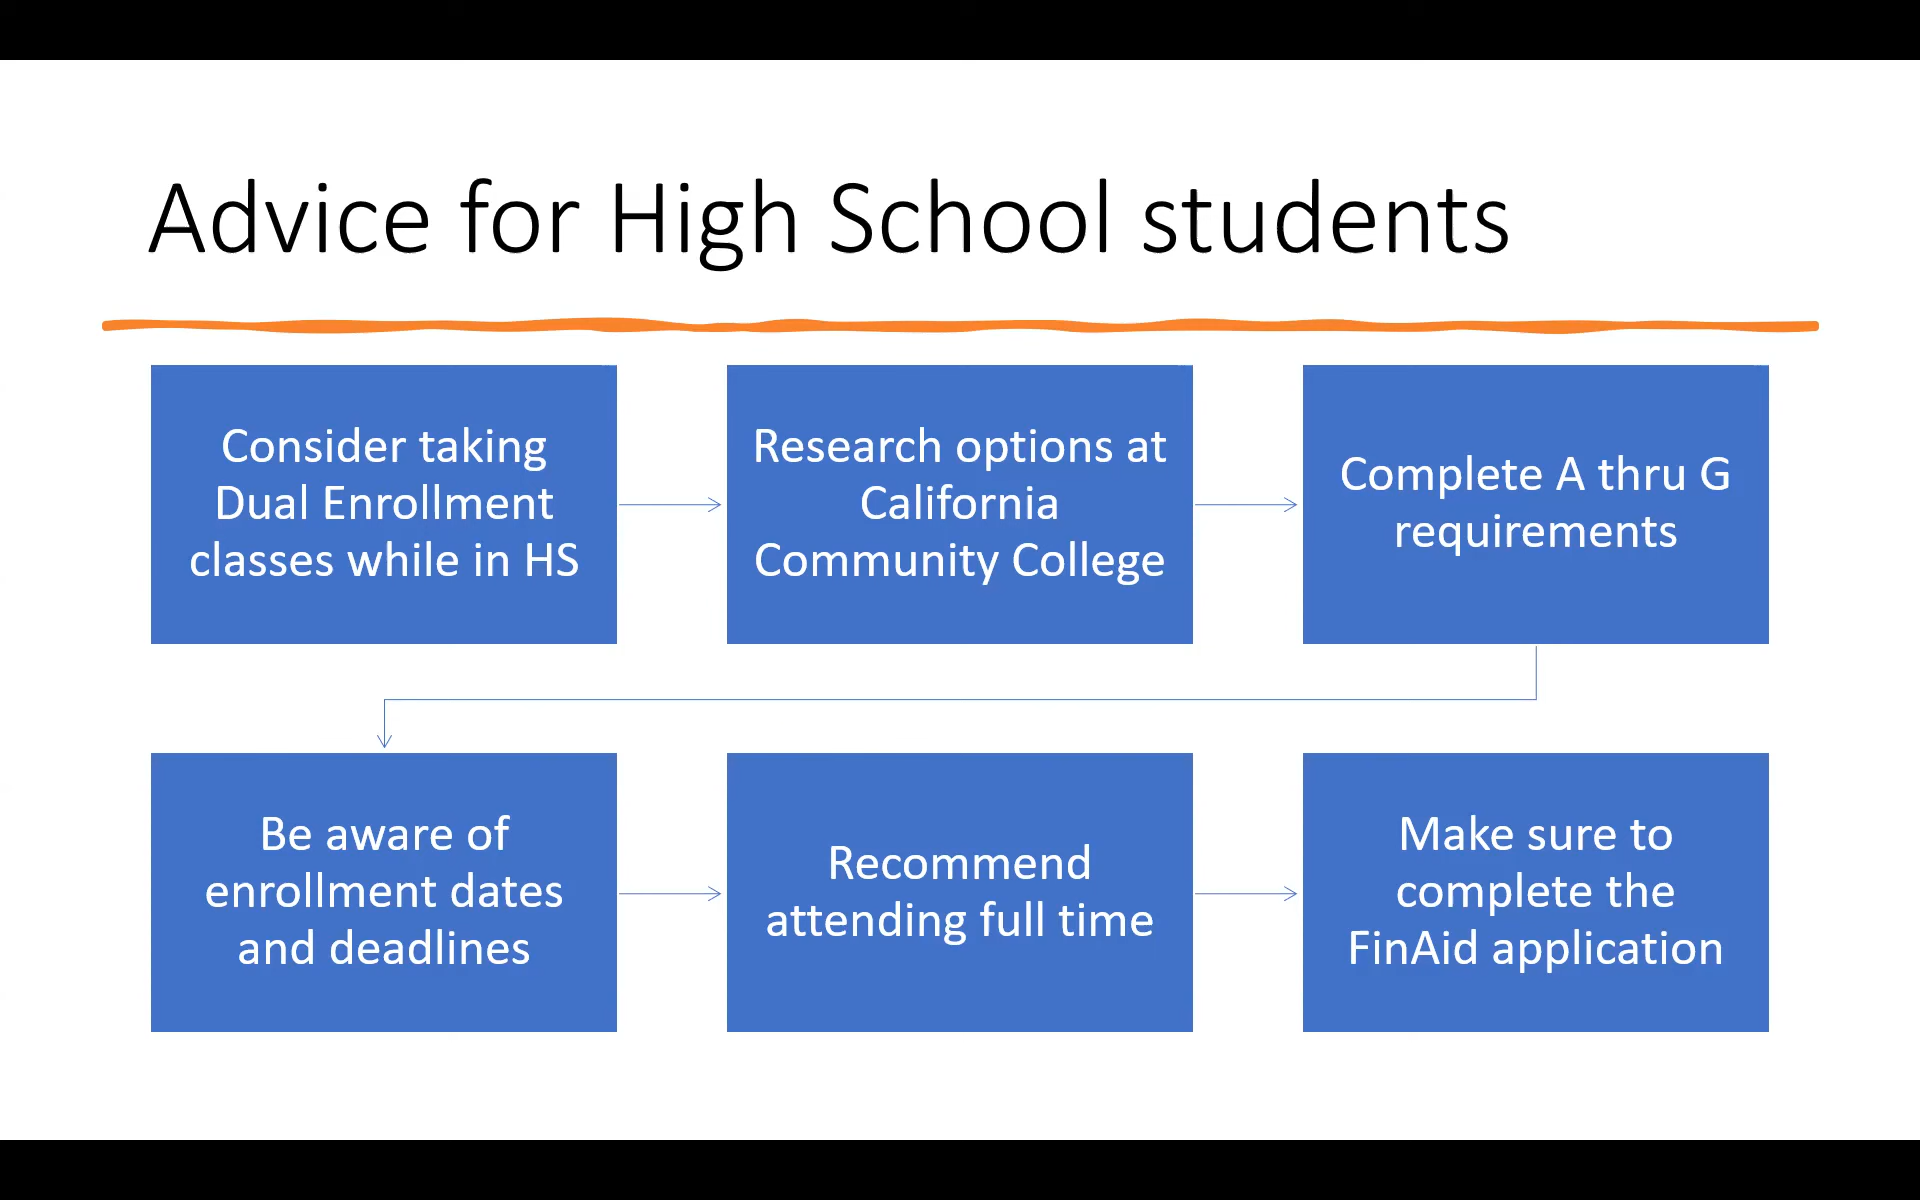 Advice for High School students
Consider taking
Dual Enrollment
classes while in HS
Research options at
California
Community College
Complete A thru G
requirements
Be aware of
enrollment dates
and deadlines
Recommend
attending full time
Make sure to
complete the
FinAid application